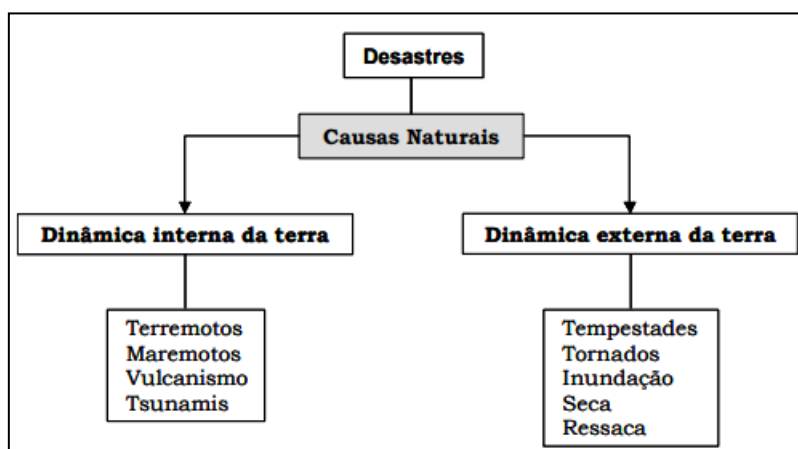 Desastres
Causas Naturais
Dinâmica interna da terra
Dinâmica externa da terra
Terremotos
Maremotos
Vulcanismo
Tsunamis
Tempestades
Tornados
Inundação
Seca
Ressaca